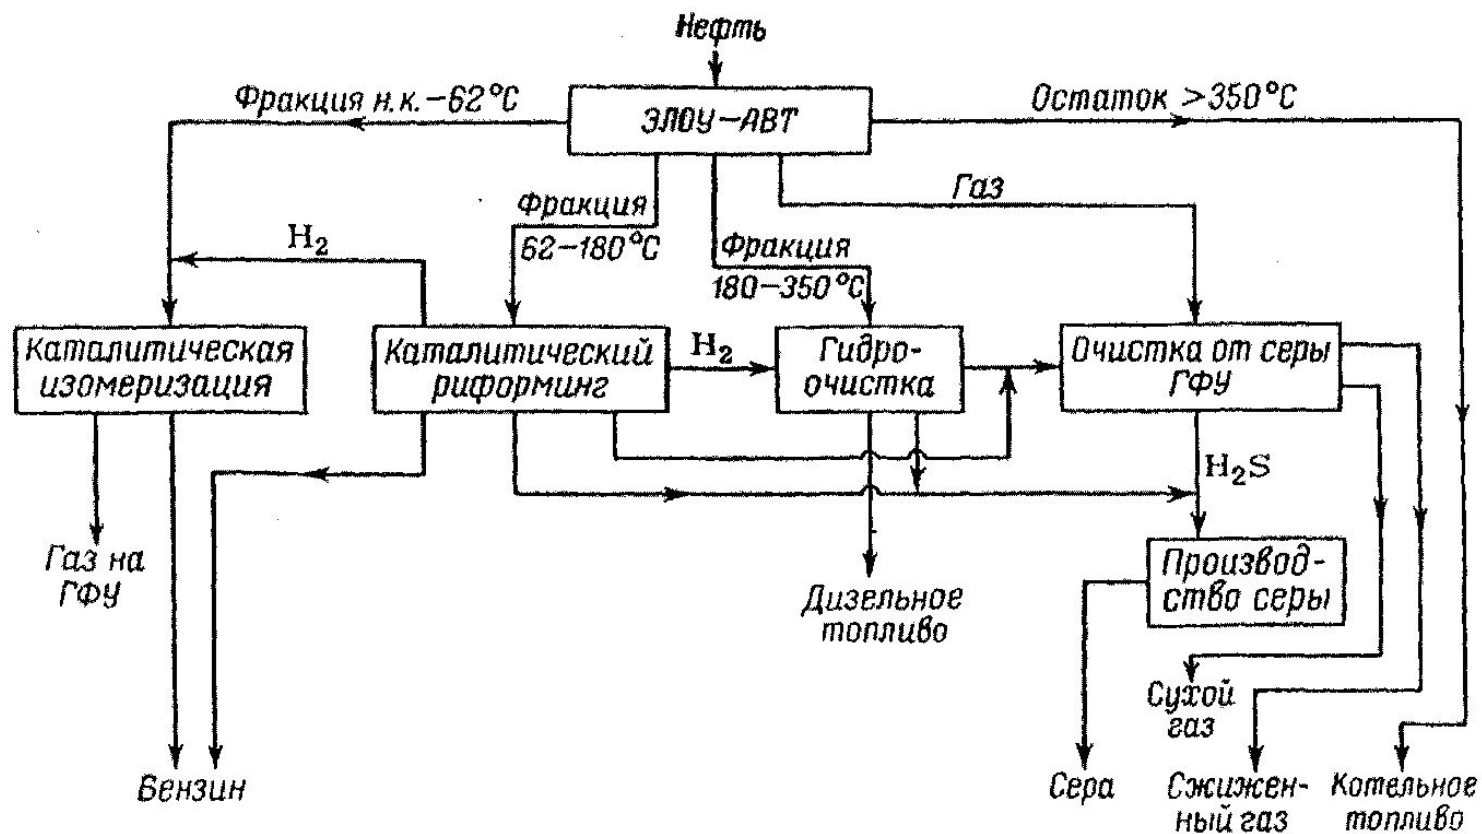 Нефть
Фракция н.к.-62°С
ЭЛОУ-АВТ
Остаток >350°С
Газ
Фракция
62-180°С
Фракция
180-350°С
H₂
Каталитическая
изомеризация
Каталитический
риформинг
H₂
Гидро-
очистка
Очистка от серы
ГФУ
H₂S
Газ на
ГФУ
Дизельное
топливо
Производ-
ство серы
Сухой
газ
Бензин
Сера
Сжижен-
ный газ
Котельное
топливо